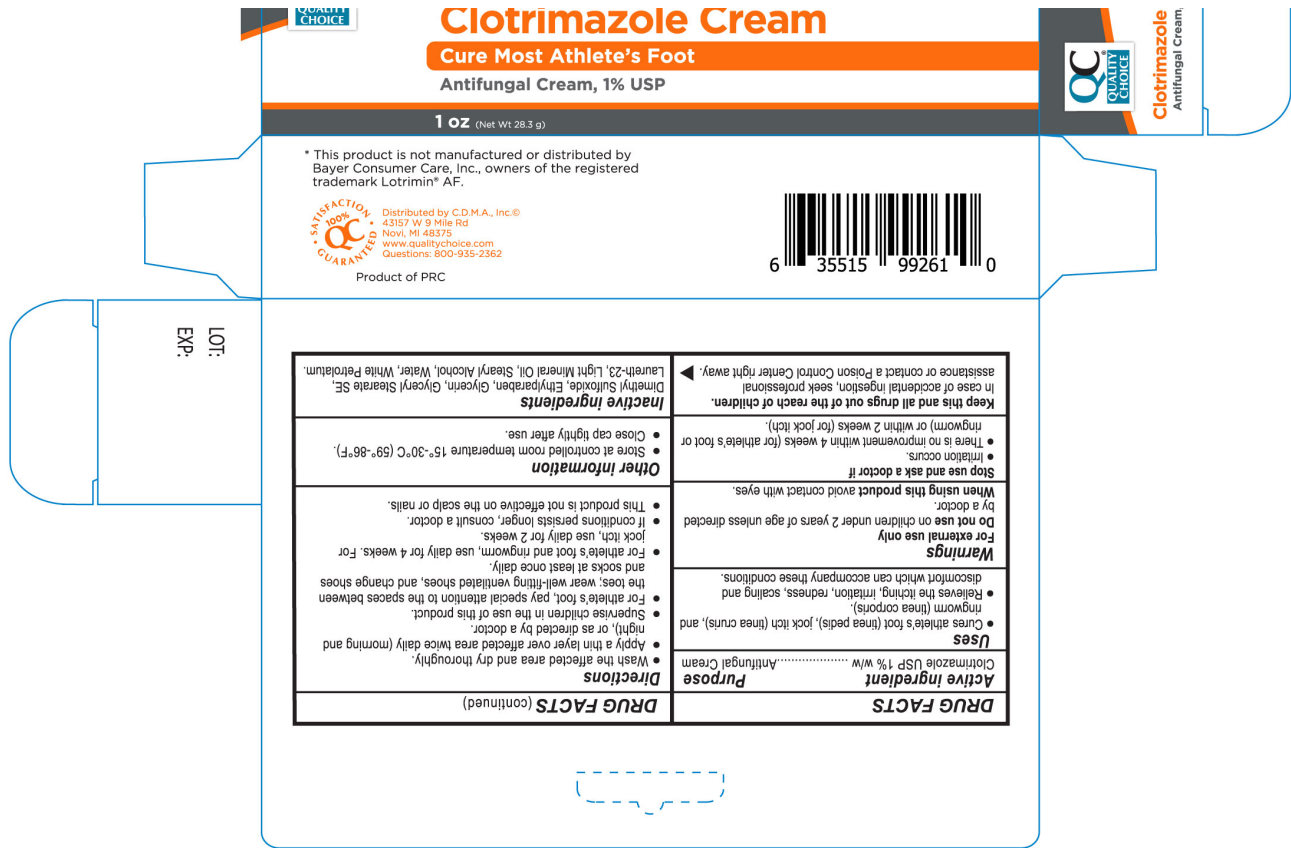 QUALITY
CHOICE
Clotrimazole Cream
Cure Most Athlete's Foot
Antifungal Cream, 1% USP
1 oz (Net Wt 28.3 g)
QC®
QUALITY
CHOICE
Clotrimazole
Antifungal Cream,
* This product is not manufactured or distributed by
Bayer Consumer Care, Inc., owners of the registered
trademark Lotrimin® AF.
SATISFACTION
100%
QC
GUARANTEED
Distributed by C.D.M.A., Inc.©
43157 W 9 Mile Rd
Novi, MI 48375
www.qualitychoice.com
Questions: 800-935-2362
Product of PRC
6 35515 99261 0
LOT:
EXP:
DRUG FACTS
Active ingredient Purpose
Clotrimazole USP 1% w/w ....................Antifungal Cream
Uses
• Cures athlete's foot (tinea pedis), jock itch (tinea cruris), and
ringworm (tinea corporis).
• Relieves the itching, irritation, redness, scaling and
discomfort which can accompany these conditions.
Warnings
For external use only
Do not use on children under 2 years of age unless directed
by a doctor.
When using this product avoid contact with eyes.
Stop use and ask a doctor if
• Irritation occurs.
• There is no improvement within 4 weeks (for athlete's foot or
ringworm) or within 2 weeks (for jock itch).
Keep this and all drugs out of the reach of children.
In case of accidental ingestion, seek professional
assistance or contact a Poison Control Center right away.
DRUG FACTS (continued)
Directions
• Wash the affected area and dry thoroughly.
• Apply a thin layer over affected area twice daily (morning and
night), or as directed by a doctor.
• Supervise children in the use of this product.
• For athlete's foot, pay special attention to the spaces between
the toes; wear well-fitting ventilated shoes, and change shoes
and socks at least once daily.
• For athlete's foot and ringworm, use daily for 4 weeks. For
jock itch, use daily for 2 weeks.
• If conditions persists longer, consult a doctor.
• This product is not effective on the scalp or nails.
Other information
• Store at controlled room temperature 15°-30°C (59°-86°F).
• Close cap tightly after use.
Inactive ingredients
Dimethyl Sulfoxide, Ethylparaben, Glycerin, Glyceryl Stearate SE,
Laureth-23, Light Mineral Oil, Stearyl Alcohol, Water, White Petrolatum.